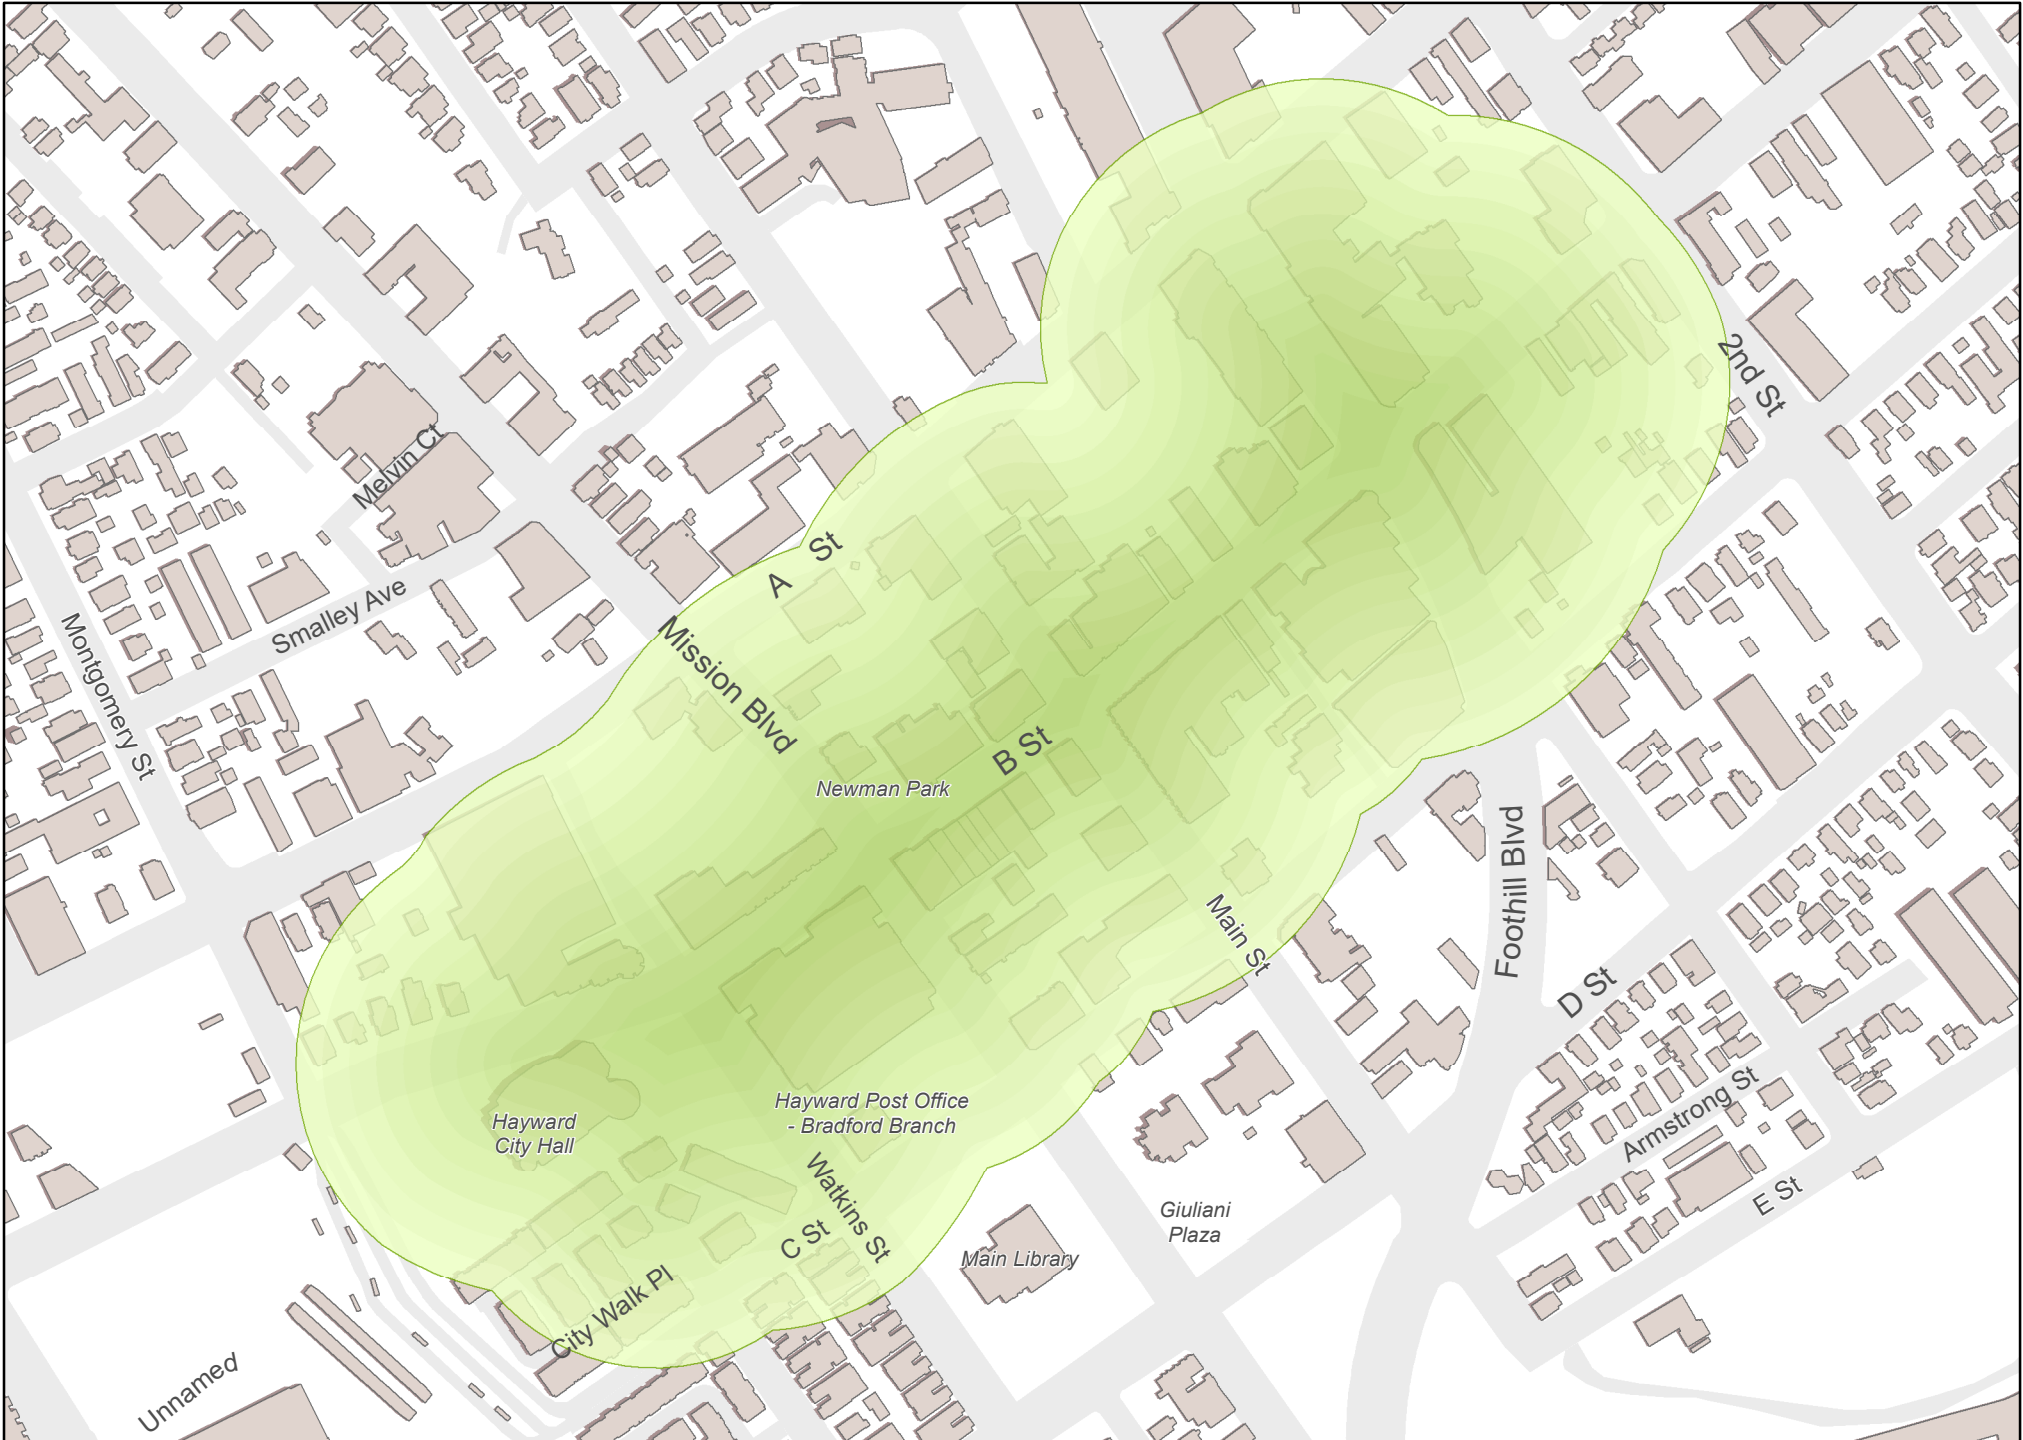 2nd St
Melvin Ct
A St
Smalley Ave
Mission Blvd
Montgomery St
B St
Newman Park
Foothill Blvd
Main St
D St
Hayward
City Hall
Hayward Post Office
- Bradford Branch
Armstrong St
Watkins St
E St
Giuliani
Plaza
C St
Main Library
City Walk Pl
Unnamed